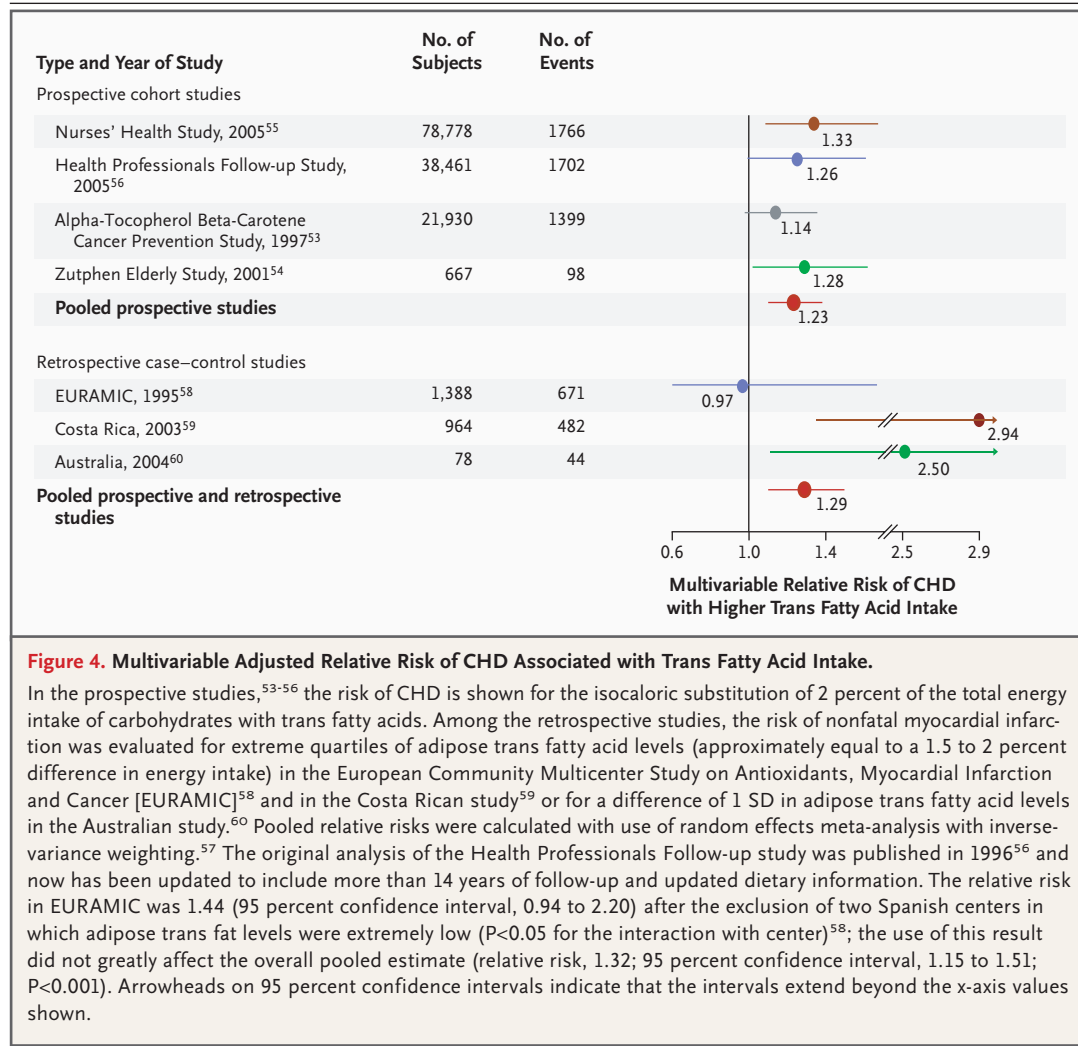 No. of No. of
Type and Year of Study Subjects Events
Prospective cohort studies
Nurses’ Health Study, 2005⁵⁵ 78,778 1766
1.33
Health Professionals Follow-up Study, 38,461 1702
2005⁵⁶
1.26
Alpha-Tocopherol Beta-Carotene 21,930 1399
Cancer Prevention Study, 1997⁵³
1.14
Zutphen Elderly Study, 2001⁵⁴ 667 98
1.28
Pooled prospective studies
1.23
Retrospective case–control studies
EURAMIC, 1995⁵⁸ 1,388 671
0.97
Costa Rica, 2003⁵⁹ 964 482
2.94
Australia, 2004⁶⁰ 78 44
2.50
Pooled prospective and retrospective
studies
1.29
0.6 1.0 1.4 2.5 2.9
Multivariable Relative Risk of CHD
with Higher Trans Fatty Acid Intake
Figure 4. Multivariable Adjusted Relative Risk of CHD Associated with Trans Fatty Acid Intake.
In the prospective studies,⁵³⁻⁵⁶ the risk of CHD is shown for the isocaloric substitution of 2 percent of the total energy
intake of carbohydrates with trans fatty acids. Among the retrospective studies, the risk of nonfatal myocardial infarc-
tion was evaluated for extreme quartiles of adipose trans fatty acid levels (approximately equal to a 1.5 to 2 percent
difference in energy intake) in the European Community Multicenter Study on Antioxidants, Myocardial Infarction
and Cancer [EURAMIC]⁵⁸ and in the Costa Rican study⁵⁹ or for a difference of 1 SD in adipose trans fatty acid levels
in the Australian study.⁶⁰ Pooled relative risks were calculated with use of random effects meta-analysis with inverse-
variance weighting.⁵⁷ The original analysis of the Health Professionals Follow-up study was published in 1996⁵⁶ and
now has been updated to include more than 14 years of follow-up and updated dietary information. The relative risk
in EURAMIC was 1.44 (95 percent confidence interval, 0.94 to 2.20) after the exclusion of two Spanish centers in
which adipose trans fat levels were extremely low (P<0.05 for the interaction with center)⁵⁸; the use of this result
did not greatly affect the overall pooled estimate (relative risk, 1.32; 95 percent confidence interval, 1.15 to 1.51;
P<0.001). Arrowheads on 95 percent confidence intervals indicate that the intervals extend beyond the x-axis values
shown.